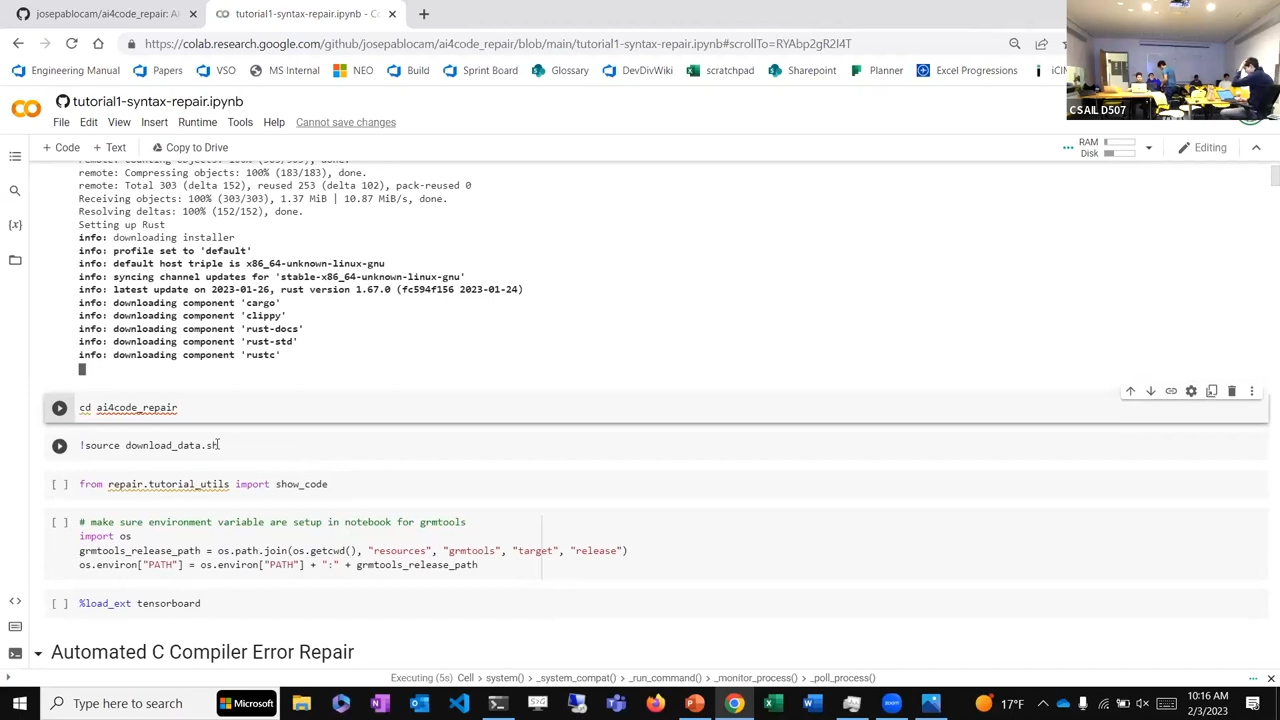 josepablocam/ai4code_repair: A
tutorial1-syntax-repair.ipynb - Co
https://colab.research.google.com/github/josepablocam/ai4code_repair/blob/main/tutorial1-syntax-repair.ipynb#scrollTo=RYAbp2gR2I4T
Engineering Manual
Papers
VSO
MS Internal
NEO
Build
Sprint Board
Glossary
DevDivWiki
scratchpad
Sharepoint
Planner
Excel Progressions
CSAIL D507
tutorial1-syntax-repair.ipynb
File Edit View Insert Runtime Tools Help Cannot save changes
+ Code + Text Copy to Drive
RAM
Disk
Editing
remote: Compressing objects: 100% (183/183), done.
remote: Total 303 (delta 152), reused 253 (delta 102), pack-reused 0
Receiving objects: 100% (303/303), 1.37 MiB | 10.87 MiB/s, done.
Resolving deltas: 100% (152/152), done.
Setting up Rust
info: downloading installer
info: profile set to 'default'
info: default host triple is x86_64-unknown-linux-gnu
info: syncing channel updates for 'stable-x86_64-unknown-linux-gnu'
info: latest update on 2023-01-26, rust version 1.67.0 (fc594f156 2023-01-24)
info: downloading component 'cargo'
info: downloading component 'clippy'
info: downloading component 'rust-docs'
info: downloading component 'rust-std'
info: downloading component 'rustc'
cd ai4code_repair
!source download_data.sh
[ ] from repair.tutorial_utils import show_code
[ ] # make sure environment variable are setup in notebook for grmtools
import os
grmtools_release_path = os.path.join(os.getcwd(), "resources", "grmtools", "target", "release")
os.environ["PATH"] = os.environ["PATH"] + ":" + grmtools_release_path
[ ] %load_ext tensorboard
Automated C Compiler Error Repair
Executing (5s) Cell > system() > _system_compat() > _run_command() > _monitor_process() > _poll_process()
Type here to search
Microsoft
17°F
10:16 AM
2/3/2023